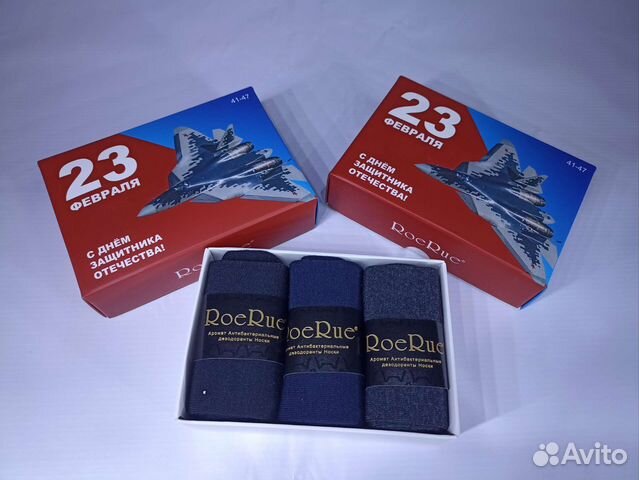 23
ФЕВРАЛЯ
С ДНЁМ
ЗАЩИТНИКА
ОТЕЧЕСТВА!
41-47
RoeRue®
23
ФЕВРАЛЯ
С ДНЁМ
ЗАЩИТНИКА
ОТЕЧЕСТВА!
41-47
RoeRue®
RoeRue®
Аромат Антибактериальные
дезодоранты Носки
RoeRue®
Аромат Антибактериальные
дезодоранты Носки
RoeRue®
Аромат Антибактериальные
дезодоранты Носки
Avito